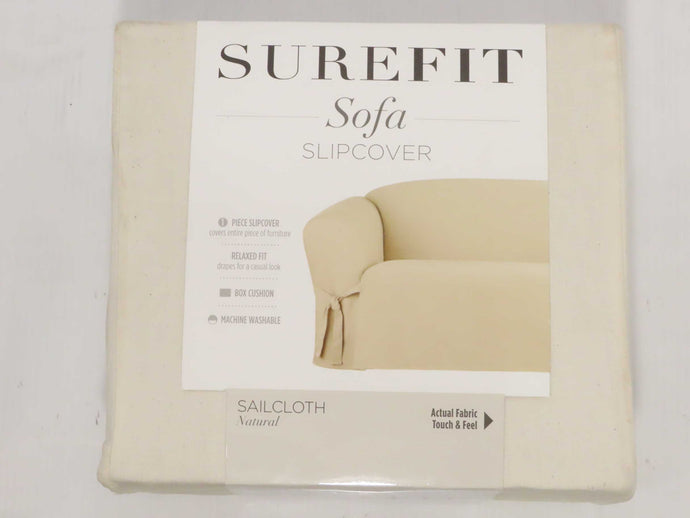 SUREFIT
Sofa
SLIPCOVER
1 PIECE SLIPCOVER
covers entire piece of furniture
RELAXED FIT
drapes for a casual look
BOX CUSHION
MACHINE WASHABLE
SAILCLOTH
Natural
Actual Fabric
Touch & Feel